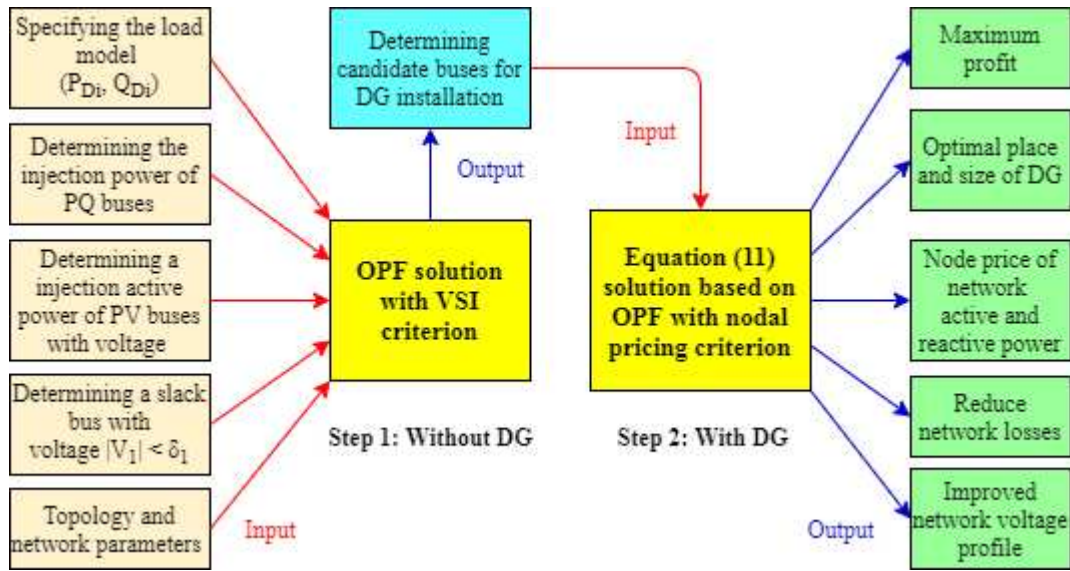 Specifying the load
model
(P_Di, Q_Di)
Determining the
injection power of
PQ buses
Determining a
injection active
power of PV buses
with voltage
Determining a slack
bus with
voltage |V_1| < δ_1
Topology and
network parameters
Input
Determining
candidate buses for
DG installation
Output
OPF solution
with VSI
criterion
Step 1: Without DG
Input
Equation (11)
solution based on
OPF with nodal
pricing criterion
Step 2: With DG
Output
Maximum
profit
Optimal place
and size of DG
Node price of
network
active and
reactive power
Reduce
network losses
Improved
network voltage
profile